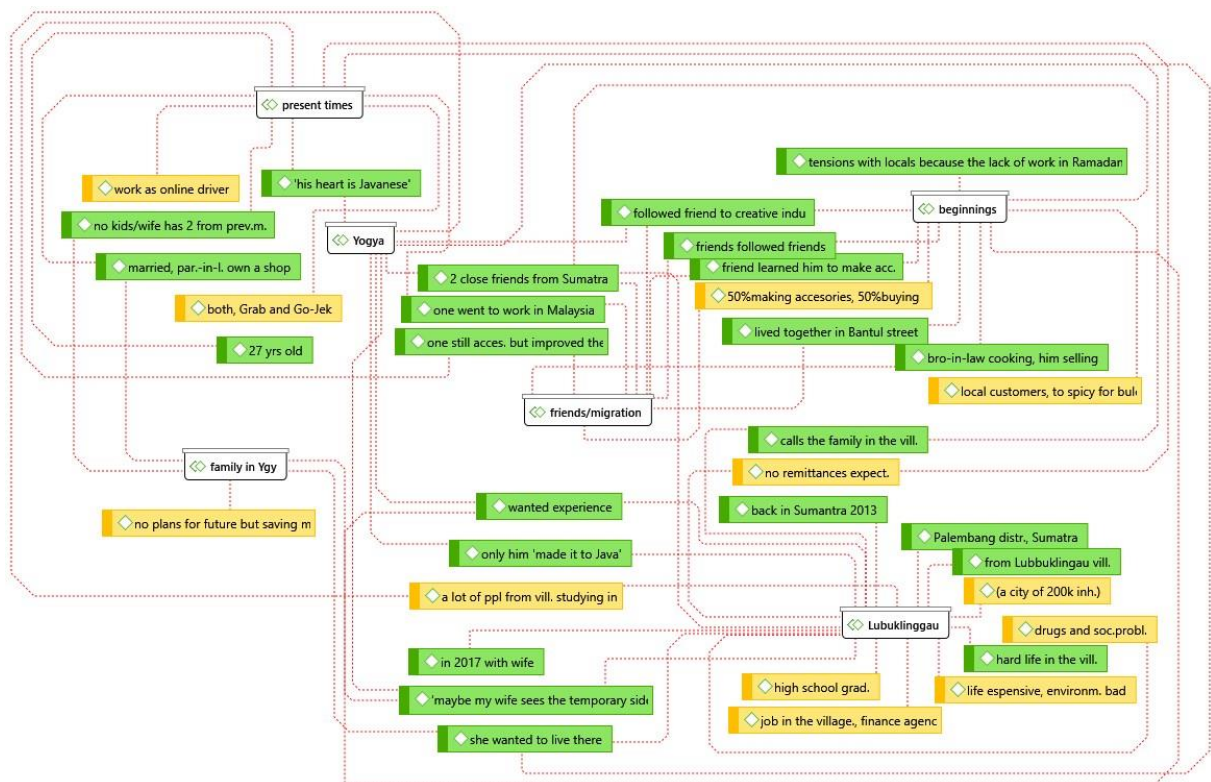 present times
tensions with locals because the lack of work in Ramadan
'his heart is Javanese'
work as online driver
beginnings
followed friend to creative indu
no kids/wife has 2 from prev.m.
Yogya
friends followed friends
married, par.-in-l. own a shop
friend learned him to make acc.
2 close friends from Sumatra
50%making accesories, 50%buying
both, Grab and Go-Jek
one went to work in Malaysia
lived together in Bantul street
one still acces. but improved the
27 yrs old
bro-in-law cooking, him selling
local customers, to spicy for bul
friends/migration
calls the family in the vill.
family in Ygy
no remittances expect.
wanted experience
back in Sumantra 2013
no plans for future but saving m
Palembang distr., Sumatra
only him 'made it to Java'
from Lubbuklingau vill.
(a city of 200k inh.)
a lot of ppl from vill. studying in
Lubuklinggau
drugs and soc.probl.
in 2017 with wife
hard life in the vill.
high school grad.
life espensive, environm. bad
'maybe my wife sees the temporary side
job in the village., finance agenc
she wanted to live there